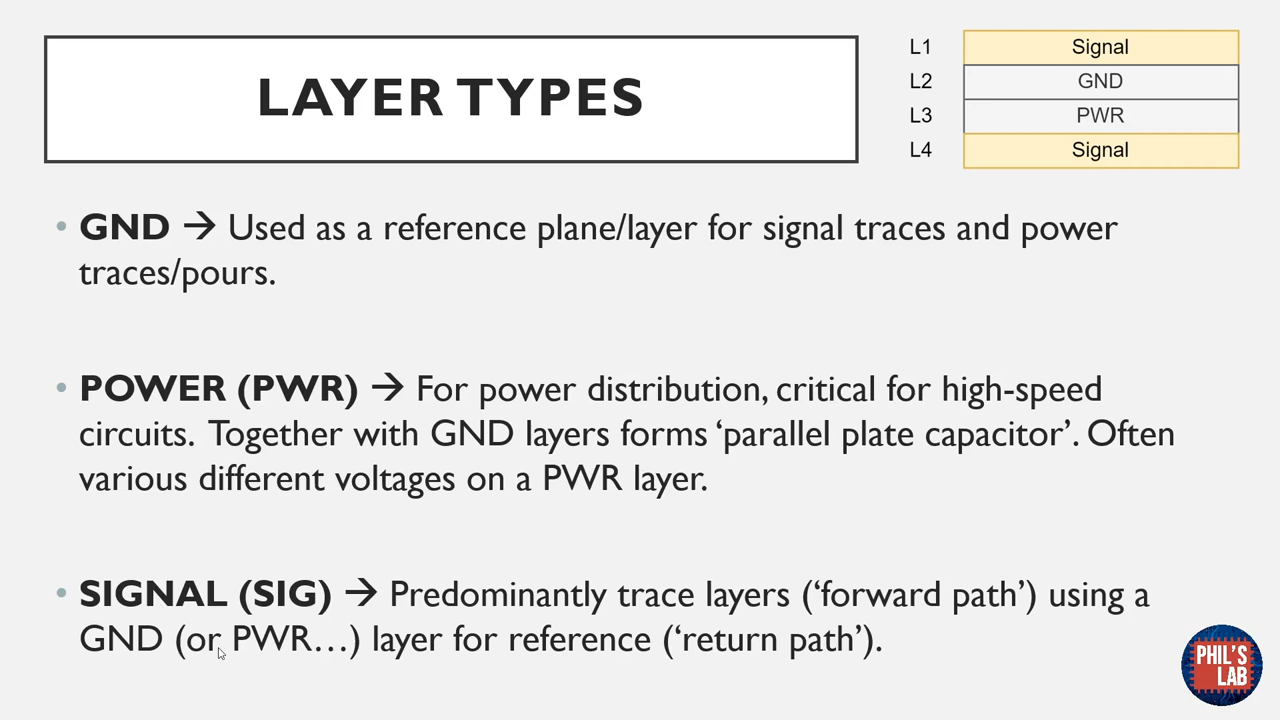 LAYER TYPES
L1 Signal
L2 GND
L3 PWR
L4 Signal
• GND → Used as a reference plane/layer for signal traces and power
traces/pours.
• POWER (PWR) → For power distribution, critical for high-speed
circuits. Together with GND layers forms ‘parallel plate capacitor’. Often
various different voltages on a PWR layer.
• SIGNAL (SIG) → Predominantly trace layers (‘forward path’) using a
GND (or PWR…) layer for reference (‘return path’).
PHIL'S
LAB